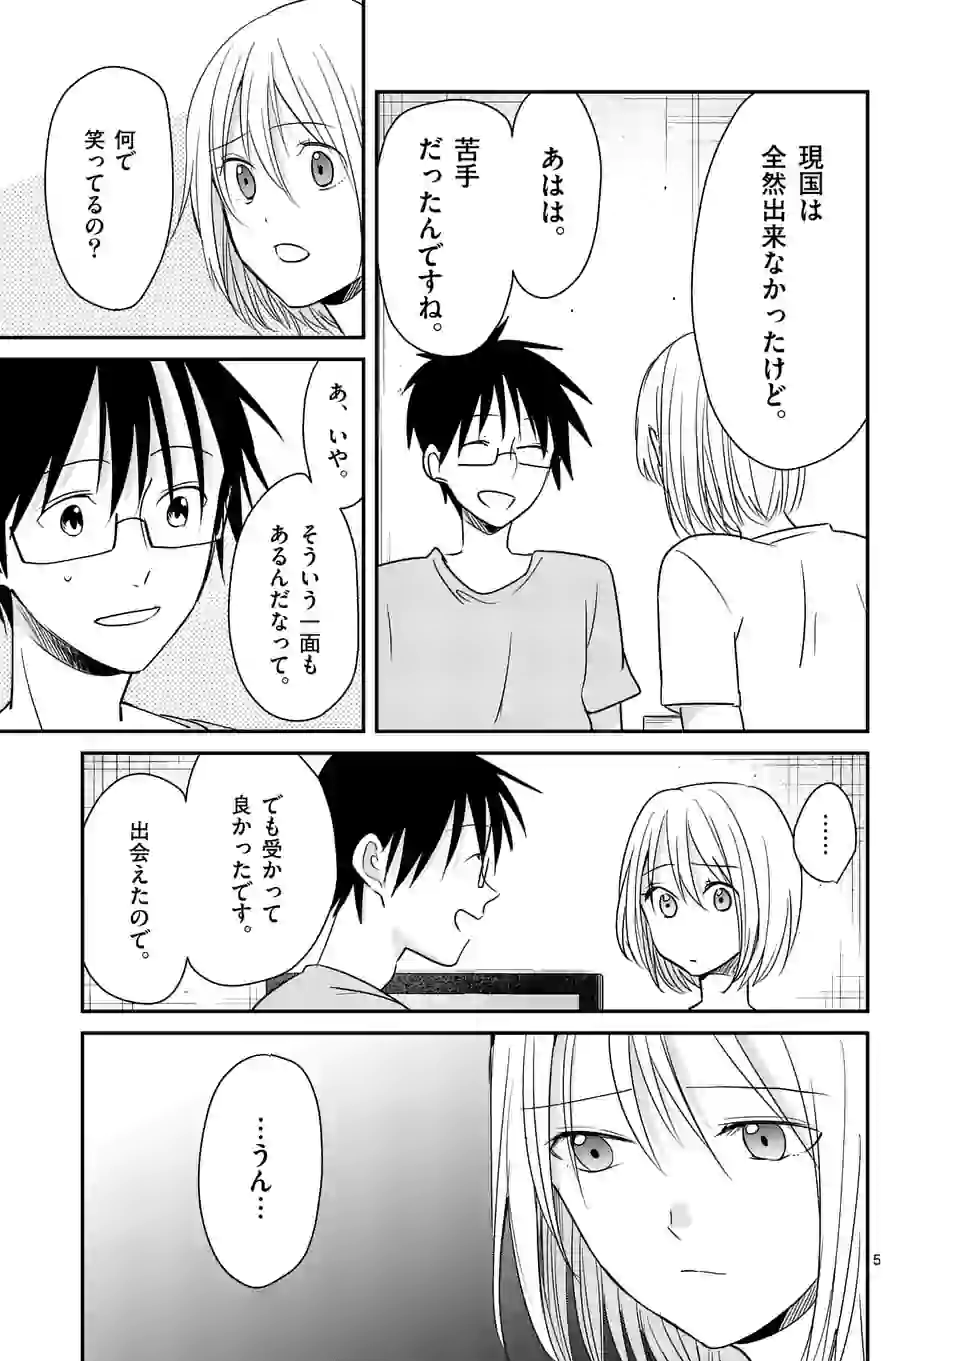 現国は
全然出来なかったけど。
あはは。
苦手
だったんですね。
何で
笑ってるの?
あ、いや。
そういう一面も
あるんだなって。
……
でも受かって
良かったです。
出会えたので。
…うん…
5